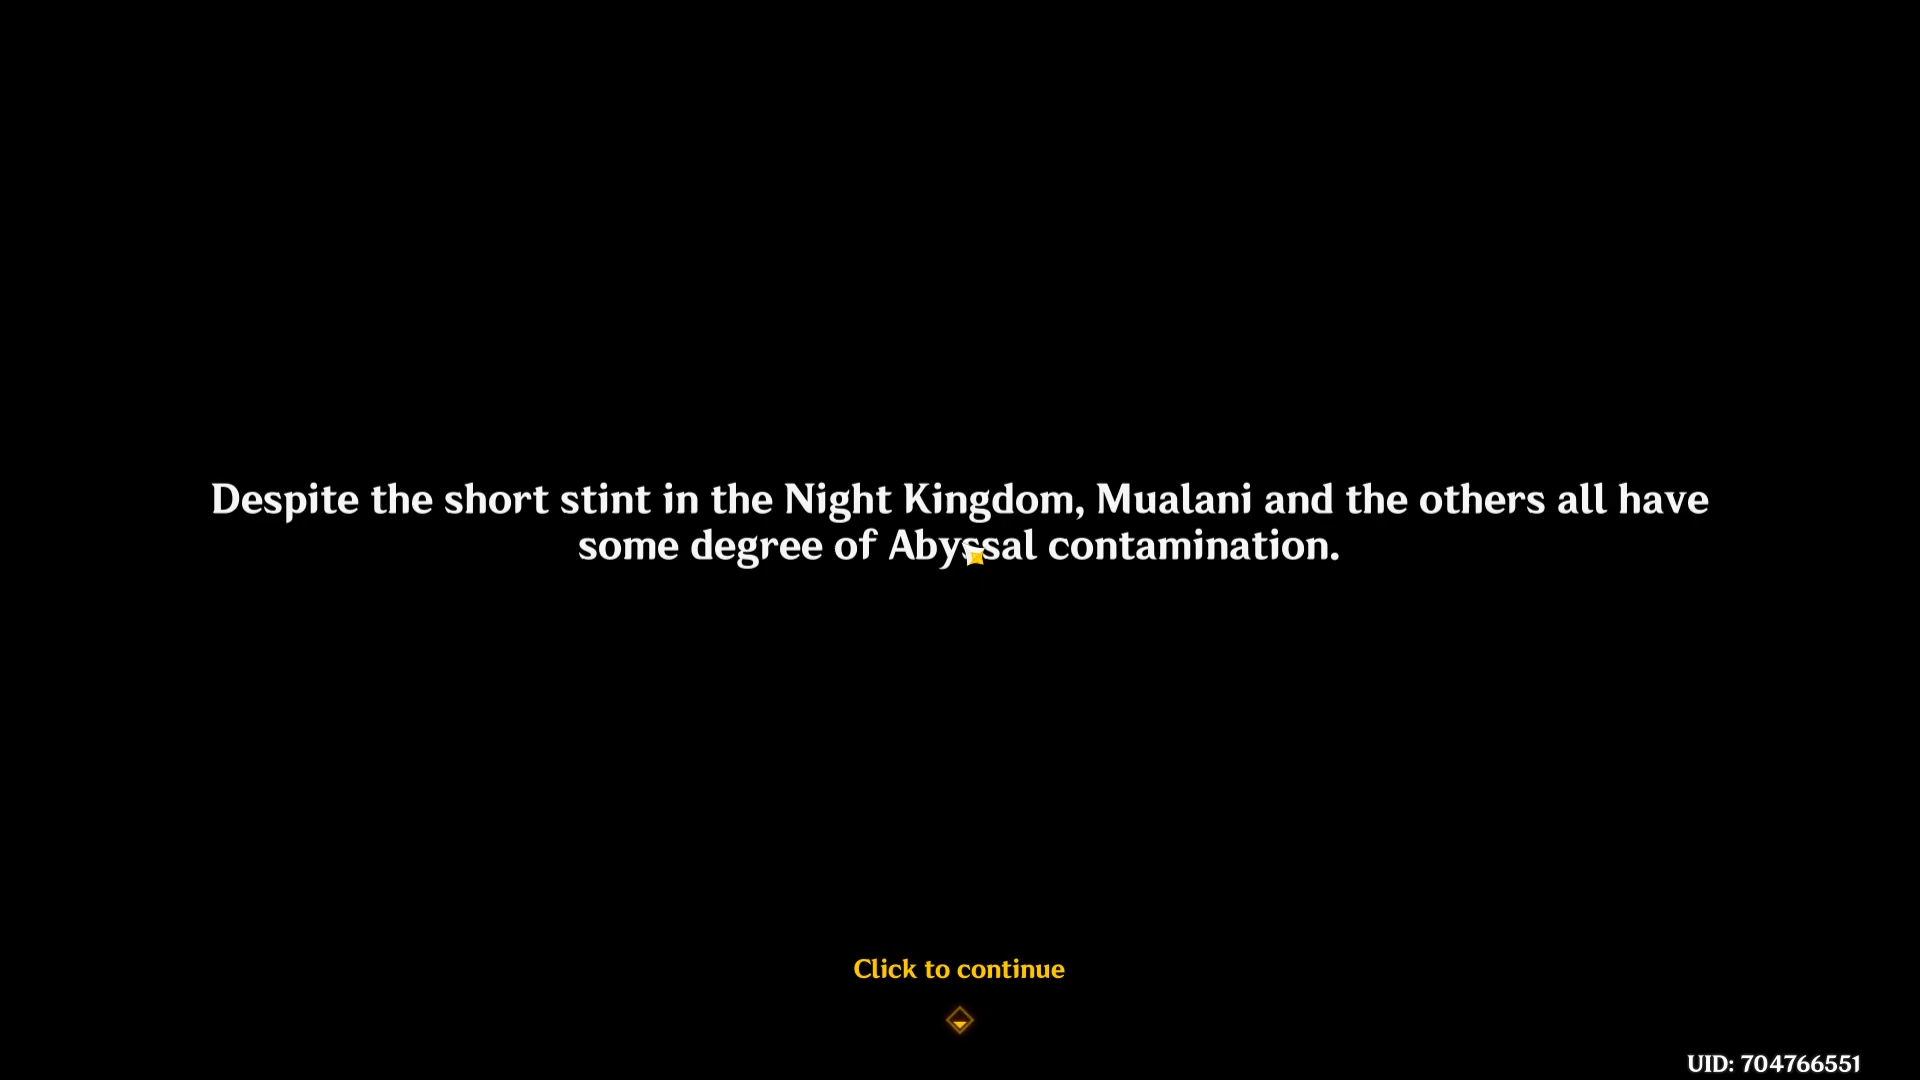 Despite the short stint in the Night Kingdom, Mualani and the others all have
some degree of Abyssal contamination.
Click to continue
UID: 704766551